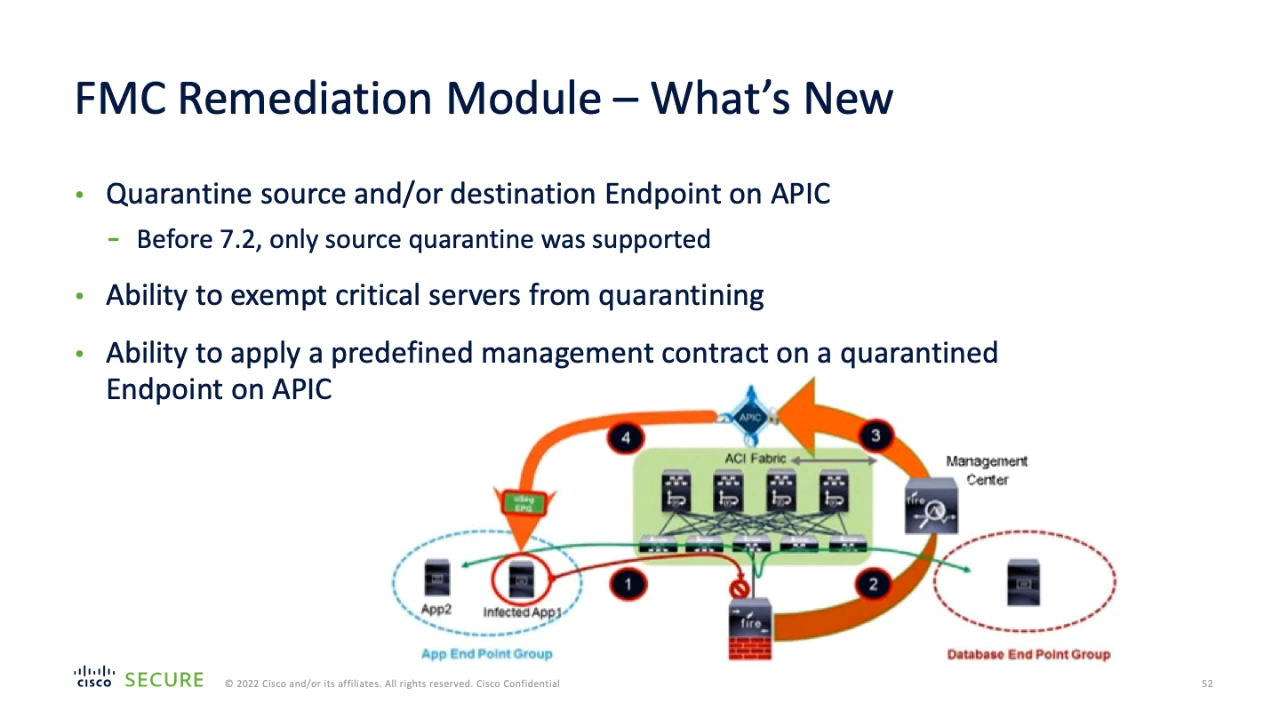 FMC Remediation Module – What's New
• Quarantine source and/or destination Endpoint on APIC
– Before 7.2, only source quarantine was supported
• Ability to exempt critical servers from quarantining
• Ability to apply a predefined management contract on a quarantined
Endpoint on APIC
APIC
4
3
ACI Fabric
Management
Center
fire
uSeg
EPG
1
2
App2
Infected App1
fire
App End Point Group
Database End Point Group
CISCO SECURE
© 2022 Cisco and/or its affiliates. All rights reserved. Cisco Confidential
52